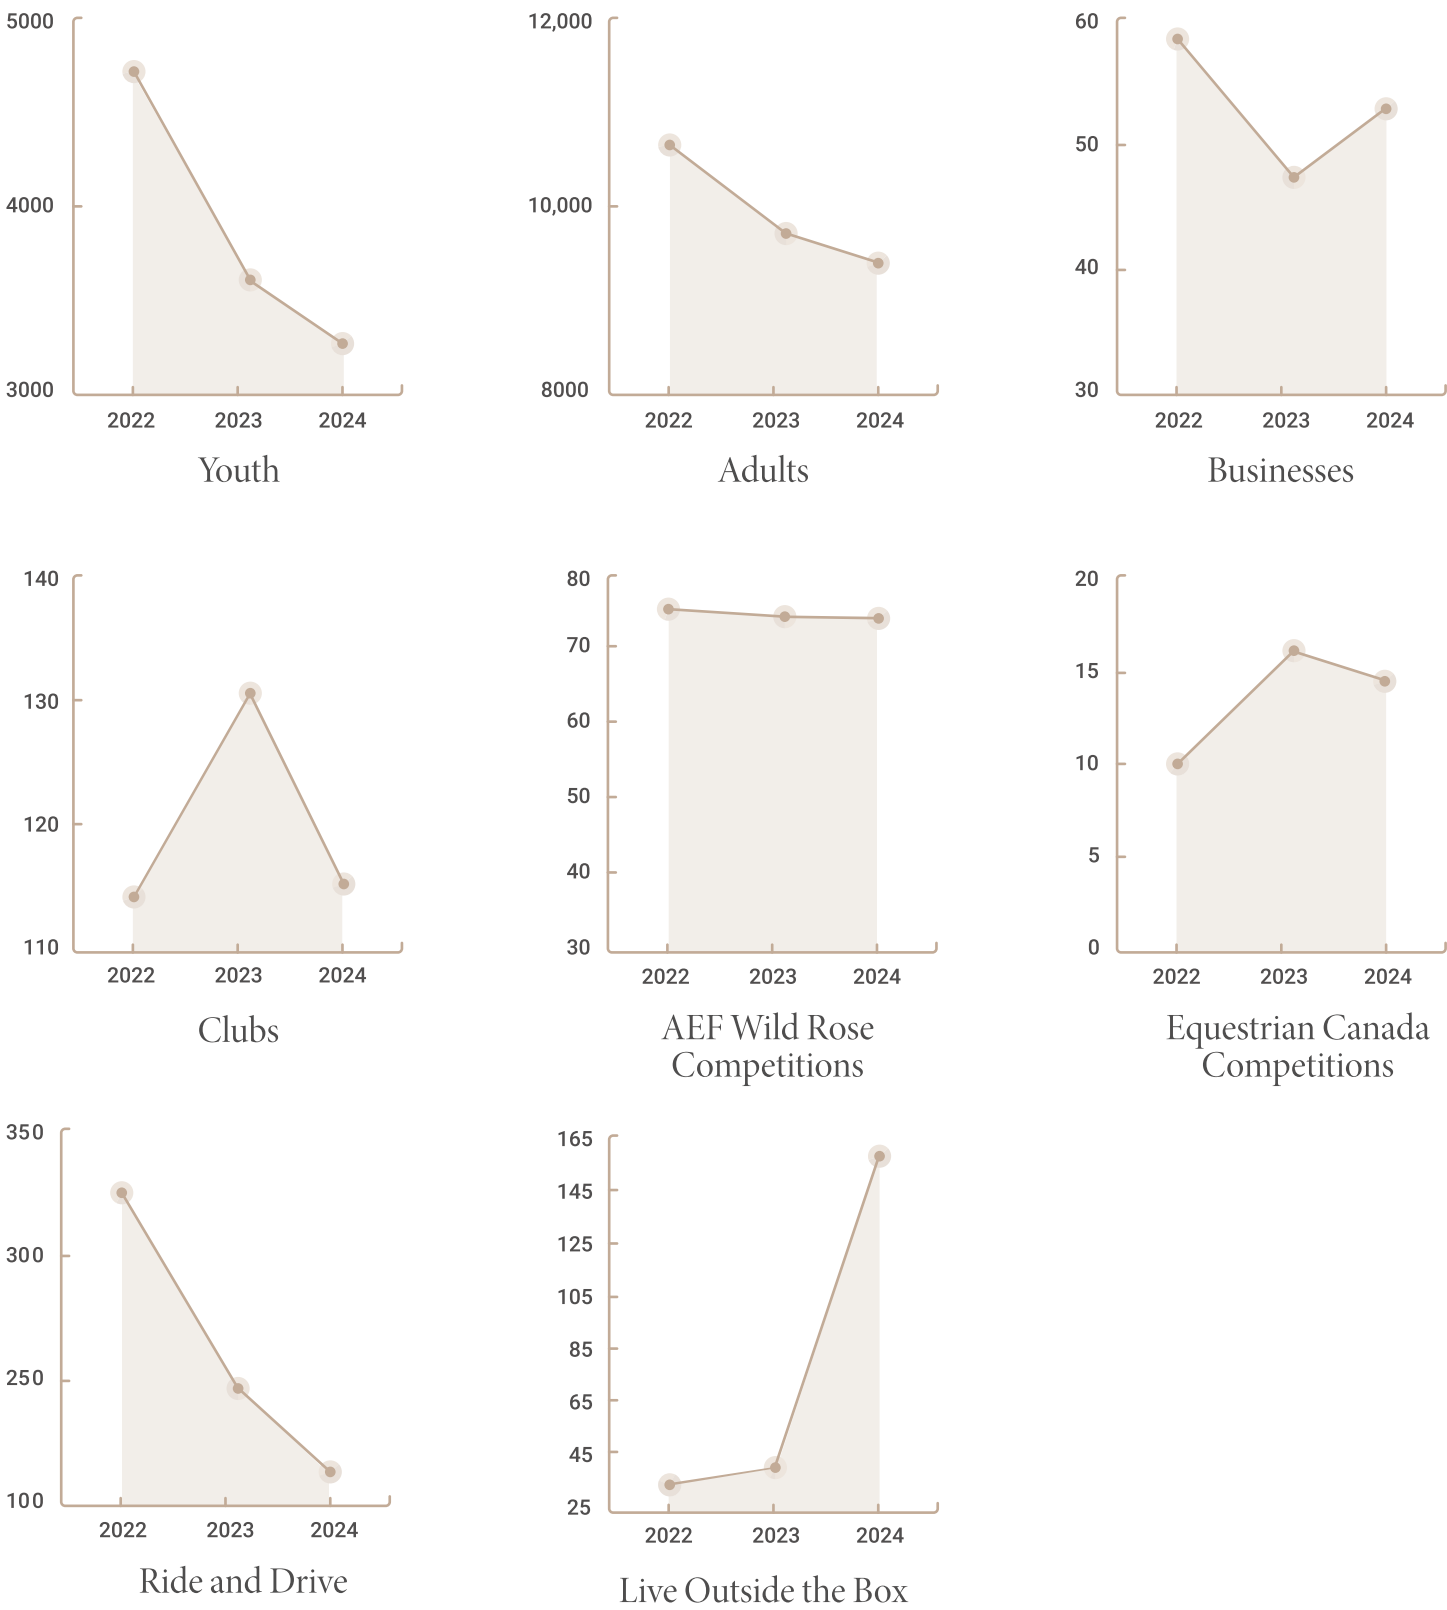 5000
4000
3000
2022 2023 2024
Youth
12,000
10,000
8000
2022 2023 2024
Adults
60
50
40
30
2022 2023 2024
Businesses
140
130
120
110
2022 2023 2024
Clubs
80
70
60
50
40
30
2022 2023 2024
AEF Wild Rose
Competitions
20
15
10
5
0
2022 2023 2024
Equestrian Canada
Competitions
350
300
250
100
2022 2023 2024
Ride and Drive
165
145
125
105
85
65
45
25
2022 2023 2024
Live Outside the Box